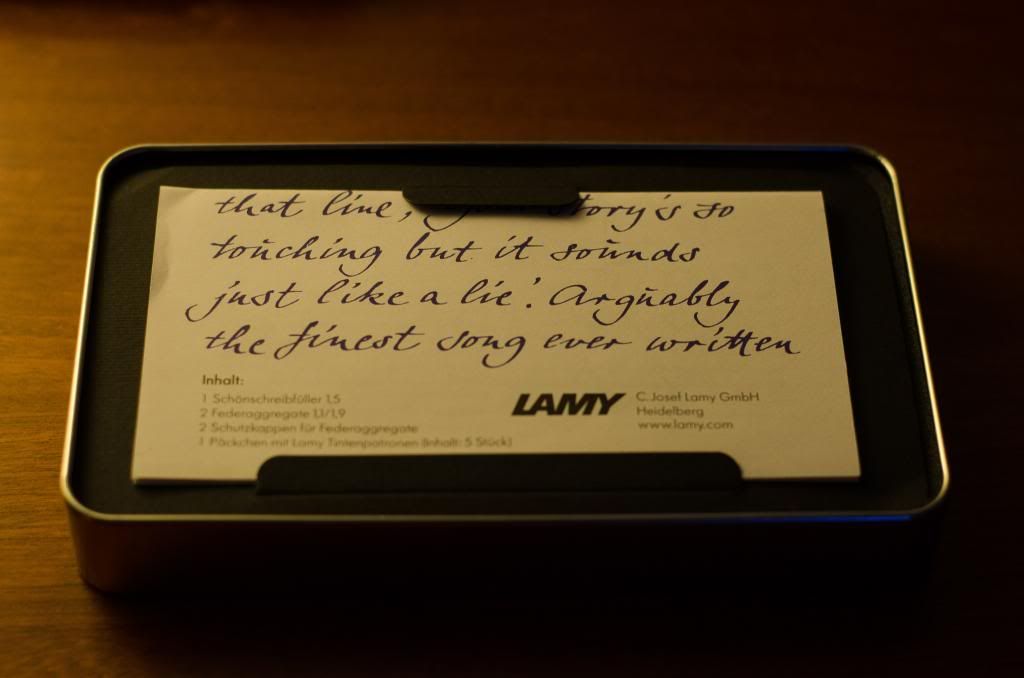 that line, story's so
touching but it sounds
just like a lie! Arguably
the finest song ever written
Inhalt:
1 Schönschreibfüller 1,5
2 Federaggregate 1,1/1,9
2 Schutzkappen für Federaggregate
1 Päckchen mit Lamy Tintenpatronen (Inhalt: 5 Stück)
LAMY
C. Josef Lamy GmbH
Heidelberg
www.lamy.com